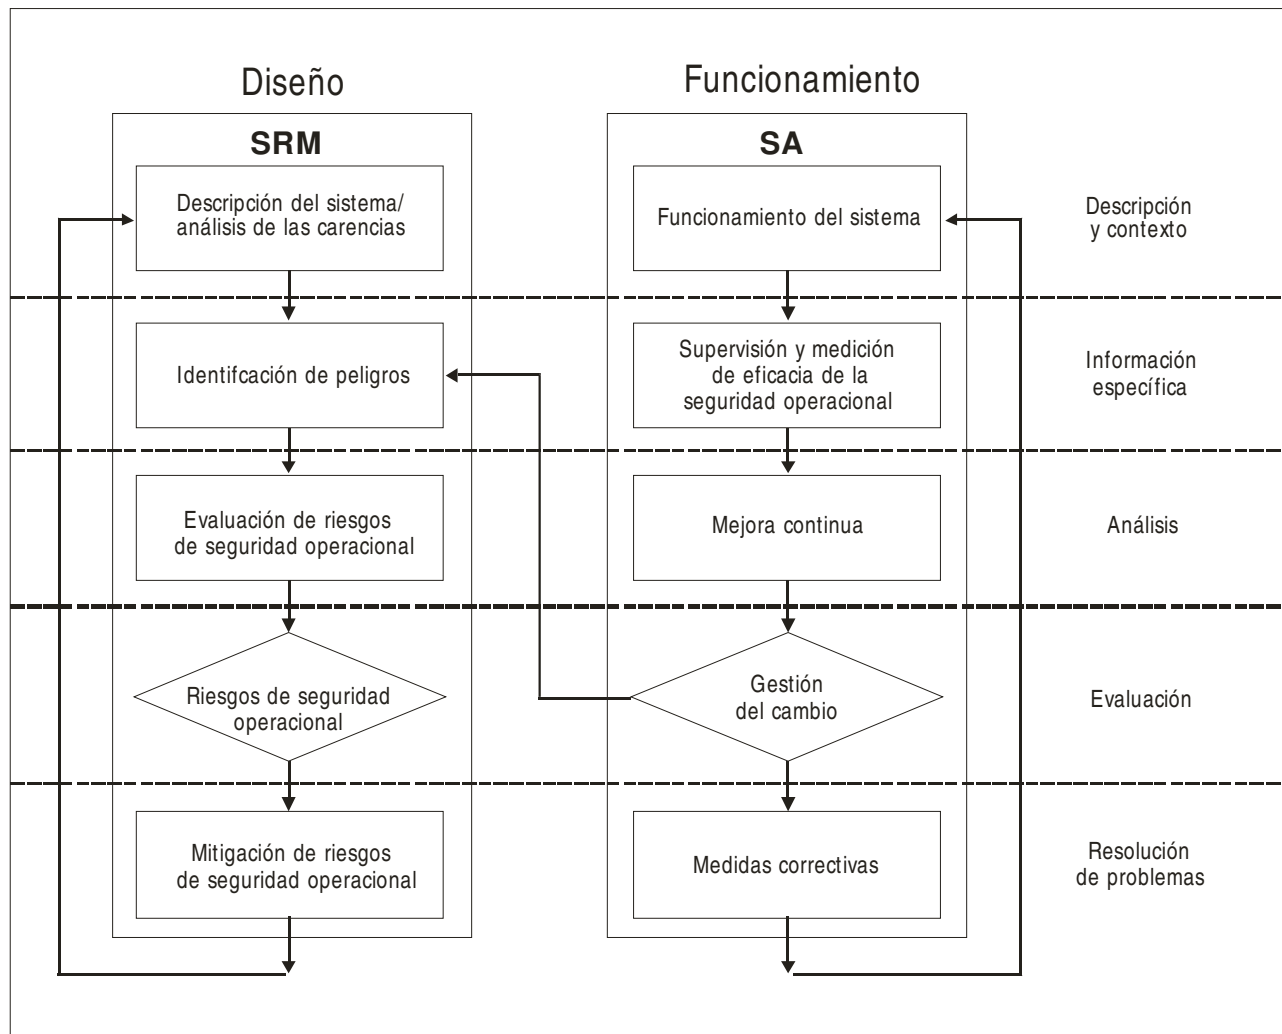 Diseño
Funcionamiento
SRM
SA
Descripción del sistema/
análisis de las carencias
Funcionamiento del sistema
Descripción
y contexto
Identifcación de peligros
Supervisión y medición
de eficacia de la
seguridad operacional
Información
específica
Evaluación de riesgos
de seguridad operacional
Mejora continua
Análisis
Riesgos de seguridad
operacional
Gestión
del cambio
Evaluación
Mitigación de riesgos
de seguridad operacional
Medidas correctivas
Resolución
de problemas